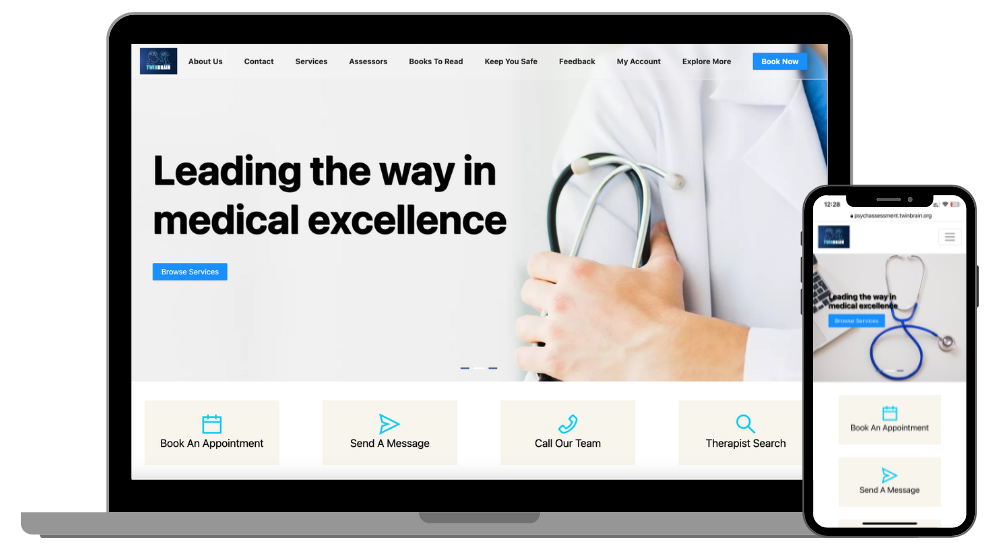 TWINBRAIN
About Us
Contact
Services
Assessors
Books To Read
Keep You Safe
Feedback
My Account
Explore More
Book Now
Leading the way in
medical excellence
Browse Services
Book An Appointment
Send A Message
Call Our Team
Therapist Search
12:28
psychassessment.twinbrain.org
TWINBRAIN
Leading the way in
medical excellence
Browse Services
Book An Appointment
Send A Message